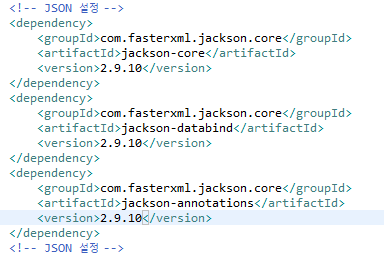 <!-- JSON 설정 -->
<dependency>
    <groupId>com.fasterxml.jackson.core</groupId>
    <artifactId>jackson-core</artifactId>
    <version>2.9.10</version>
</dependency>
<dependency>
    <groupId>com.fasterxml.jackson.core</groupId>
    <artifactId>jackson-databind</artifactId>
    <version>2.9.10</version>
</dependency>
<dependency>
    <groupId>com.fasterxml.jackson.core</groupId>
    <artifactId>jackson-annotations</artifactId>
    <version>2.9.10</version>
</dependency>
<!-- JSON 설정 -->